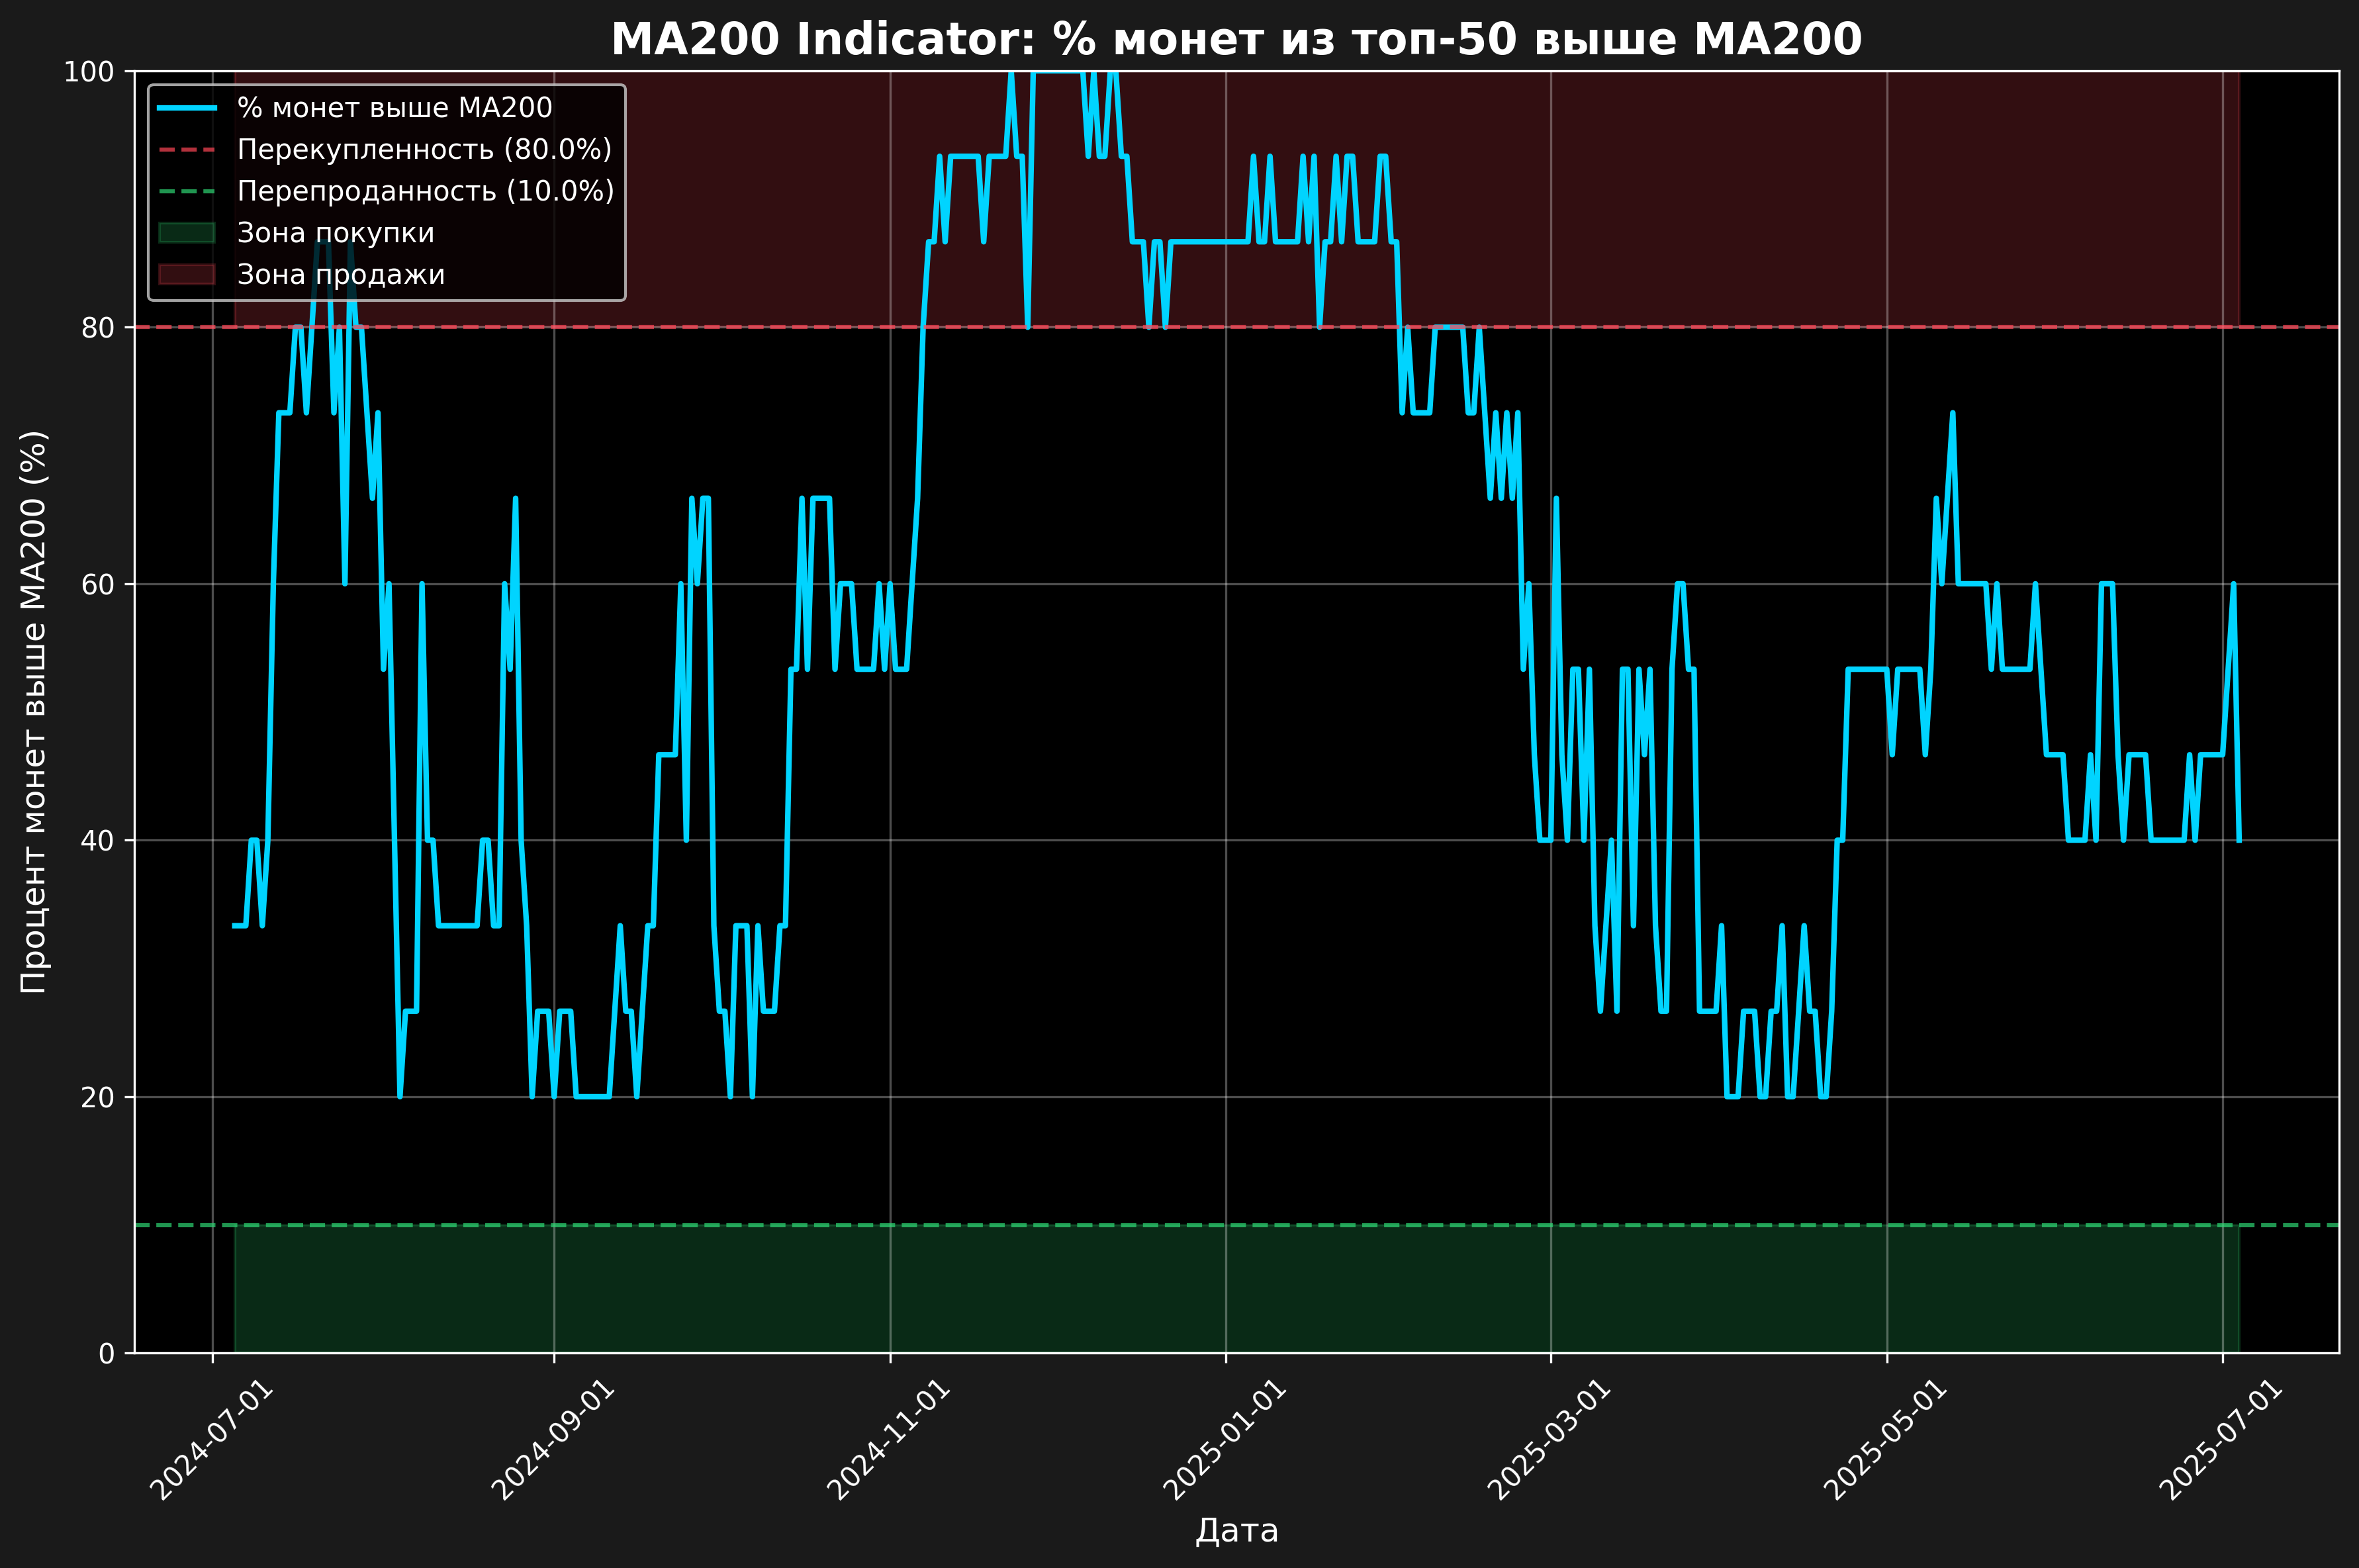 MA200 Indicator: % монет из топ-50 выше MA200
% монет выше MA200
Перекупленность (80.0%)
Перепроданность (10.0%)
Зона покупки
Зона продажи
Процент монет выше MA200 (%)
100
80
60
40
20
0
2024-07-01
2024-09-01
2024-11-01
2025-01-01
2025-03-01
2025-05-01
2025-07-01
Дата